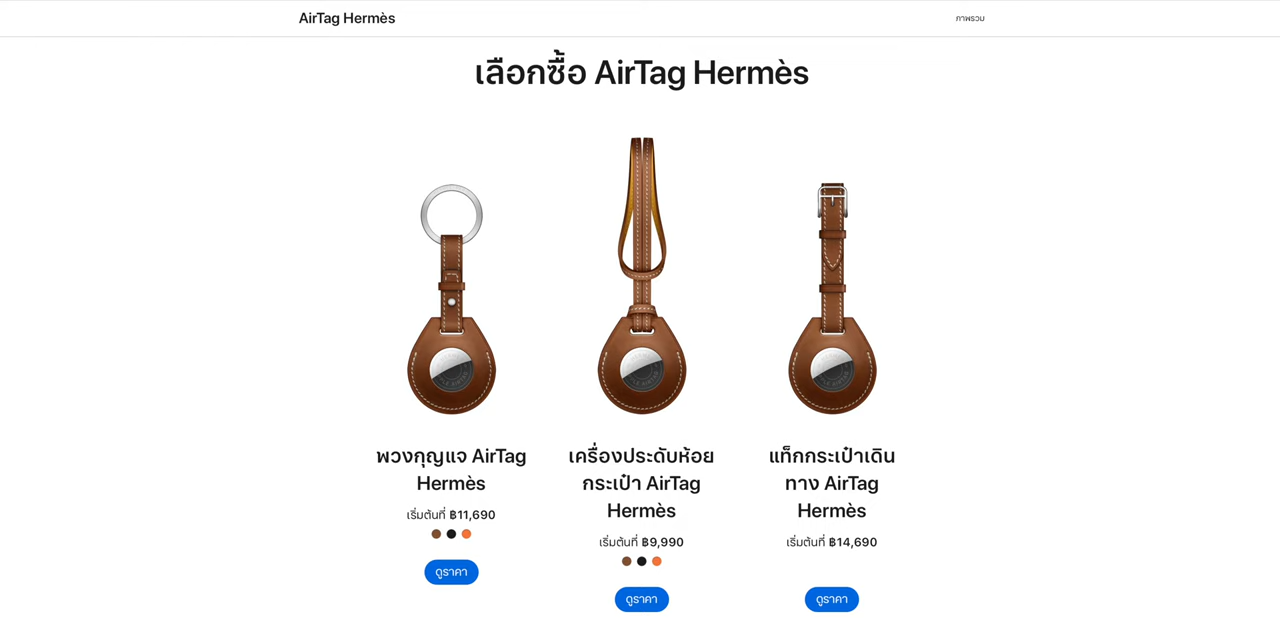 AirTag Hermès
ภาพรวม
เลือกซื้อ AirTag Hermès
พวงกุญแจ AirTag
Hermès
เริ่มต้นที่ ฿11,690
ดูราคา
เครื่องประดับห้อย
กระเป๋า AirTag
Hermès
เริ่มต้นที่ ฿9,990
ดูราคา
แท็กกระเป๋าเดิน
ทาง AirTag
Hermès
เริ่มต้นที่ ฿14,690
ดูราคา